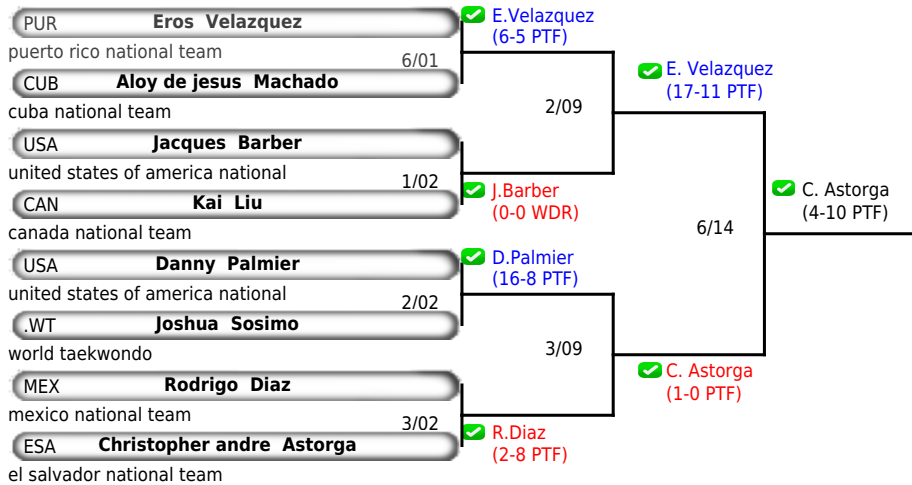 PUR Eros Velazquez
puerto rico national team
6/01
CUB Aloy de jesus Machado
cuba national team
USA Jacques Barber
united states of america national
1/02
CAN Kai Liu
canada national team
USA Danny Palmier
united states of america national
2/02
.WT Joshua Sosimo
world taekwondo
MEX Rodrigo Diaz
mexico national team
3/02
ESA Christopher andre Astorga
el salvador national team
E.Velazquez
(6-5 PTF)
2/09
J.Barber
(0-0 WDR)
D.Palmier
(16-8 PTF)
3/09
R.Diaz
(2-8 PTF)
E. Velazquez
(17-11 PTF)
6/14
C. Astorga
(1-0 PTF)
C. Astorga
(4-10 PTF)